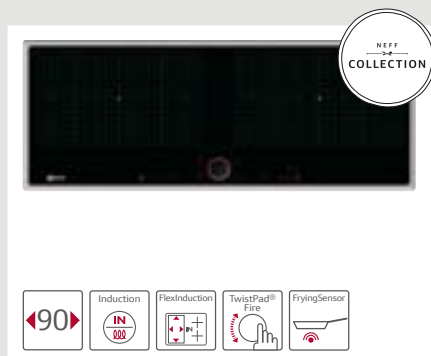 NEFF
COLLECTION
90
Induction
IN
FlexInduction
IN
TwistPad®
Fire
FryingSensor